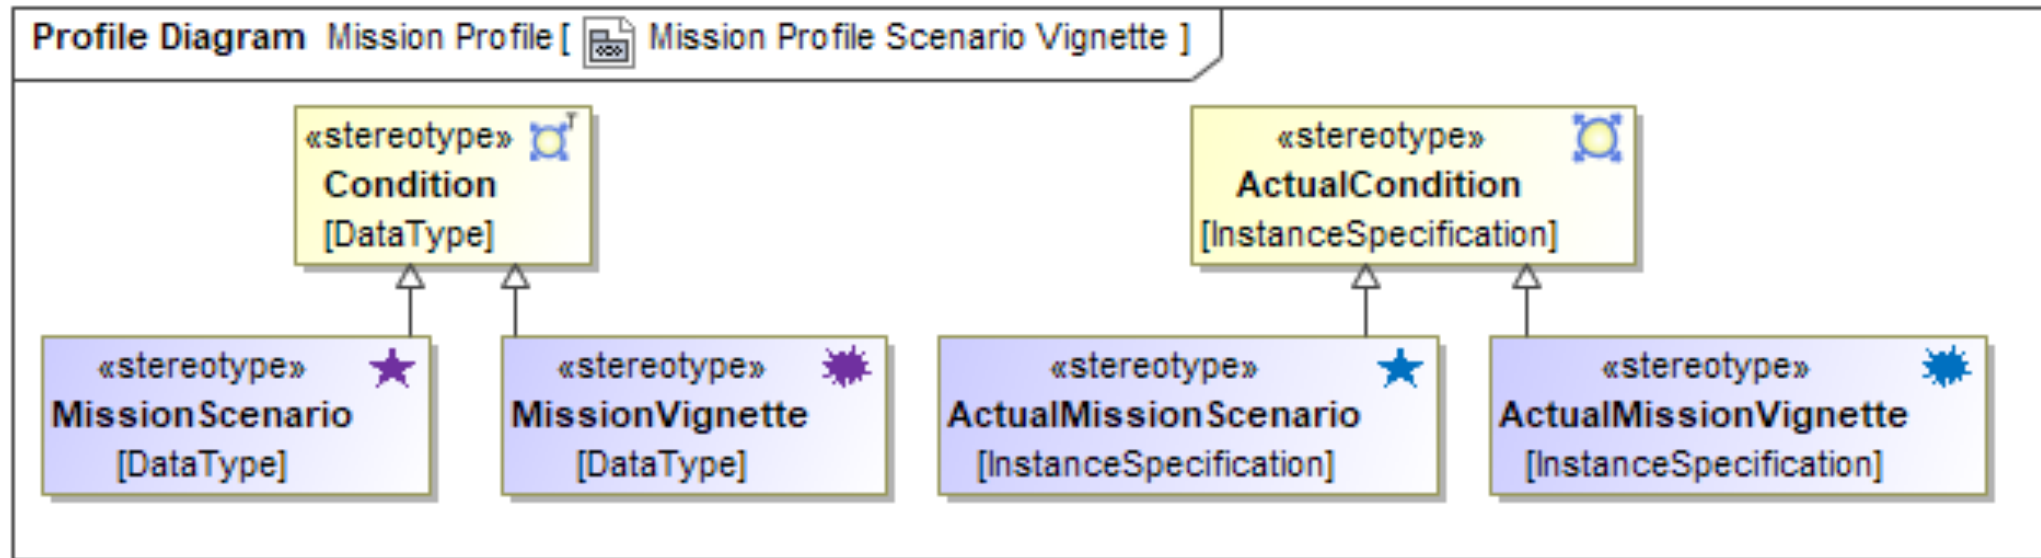 Profile Diagram Mission Profile [ Mission Profile Scenario Vignette ]
«stereotype»
Condition
[DataType]
«stereotype»
ActualCondition
[InstanceSpecification]
«stereotype»
MissionScenario
[DataType]
«stereotype»
MissionVignette
[DataType]
«stereotype»
ActualMissionScenario
[InstanceSpecification]
«stereotype»
ActualMissionVignette
[InstanceSpecification]